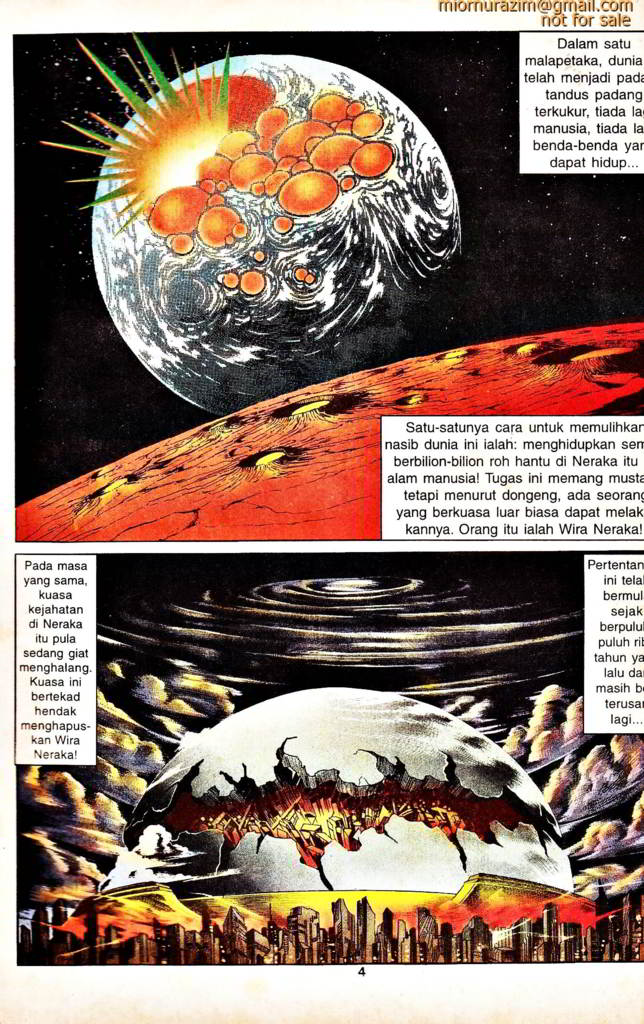 miornurazim@gmail.com
not for sale
Dalam satu
malapetaka, dunia
telah menjadi pada
tandus padang
terkukur, tiada la
manusia, tiada la
benda-benda yan
dapat hidup...
Satu-satunya cara untuk memulihkan
nasib dunia ini ialah: menghidupkan sem
berbilion-bilion roh hantu di Neraka itu
alam manusia! Tugas ini memang musta
tetapi menurut dongeng, ada seorang
yang berkuasa luar biasa dapat melak
kannya. Orang itu ialah Wira Neraka!
Pada masa
yang sama,
kuasa
kejahatan
di Neraka
itu pula
sedang giat
menghalang.
Kuasa ini
bertekad
hendak
menghapus-
kan Wira
Neraka!
Pertentan
ini tela
bermul
sejak
berpulu
puluh rib
tahun ya
lalu da
masih be
terusan
lagi...
4